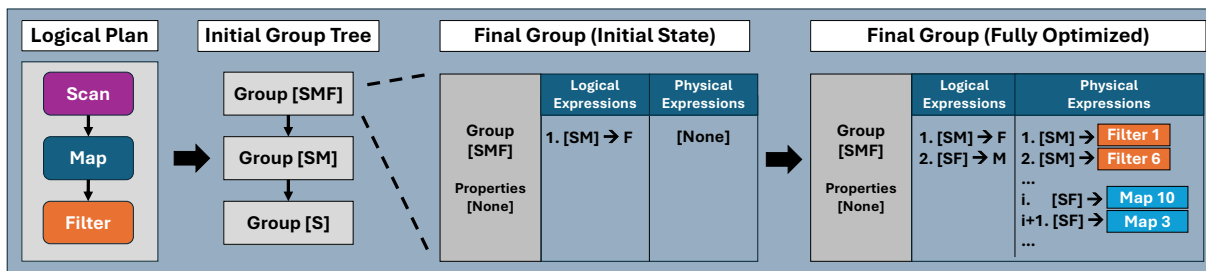 Logical Plan
Scan
Map
Filter
Initial Group Tree
Group [SMF]
Group [SM]
Group [S]
Final Group (Initial State)
Group
[SMF]
Properties
[None]
Logical
Expressions
1. [SM] → F
Physical
Expressions
[None]
Final Group (Fully Optimized)
Group
[SMF]
Properties
[None]
Logical
Expressions
1. [SM] → F
2. [SF] → M
Physical
Expressions
1. [SM] → Filter 1
2. [SM] → Filter 6
...
i. [SF] → Map 10
i+1. [SF] → Map 3
...